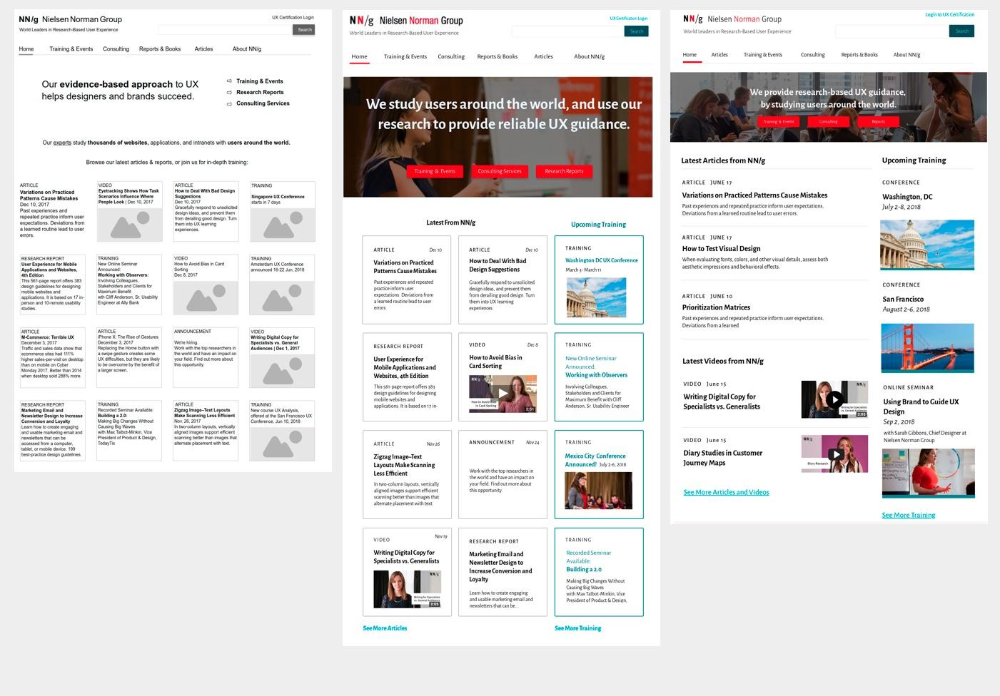 NN/g Nielsen Norman Group
UX Certification Login
World Leaders in Research-Based User Experience
Search
Home
Training & Events
Consulting
Reports & Books
Articles
About NN/g
Our evidence-based approach to UX
helps designers and brands succeed.
⇨ Training & Events
⇨ Research Reports
⇨ Consulting Services
Our experts study thousands of websites, applications, and intranets with users around the world.
Browse our latest articles & reports, or join us for in-depth training:
ARTICLE
Variations on Practiced
Patterns Cause Mistakes
Dec 10, 2017
Past experiences and
repeated practice inform user
expectations. Deviations from
a learned routine lead to user
errors.
VIDEO
Eyetracking Shows How Task
Scenarios Influence Where
People Look | Dec 10, 2017
ARTICLE
How to Deal With Bad Design
Suggestions
Dec 10, 2017
Gracefully respond to unsolicited
design ideas, and prevent them
from derailing good design. Turn
them into UX learning
experiences.
TRAINING
Singapore UX Conference
starts in 7 days
RESEARCH REPORT
User Experience for Mobile
Applications and Websites,
4th Edition
This 561-page report offers 383
design guidelines for designing
mobile websites and
applications. It is based on 17 in-
person and 10-remote usability
studies.
TRAINING
New Online Seminar
Announced:
Working with Observers:
Involving Colleagues,
Stakeholders and Clients for
Maximum Benefit
wth Cliff Anderson, Sr. Usability
Engineer at Ally Bank
VIDEO
How to Avoid Bias in Card
Sorting
Dec 8, 2017
TRAINING
Amsterdam UX Conference
announced 16-22 Jun, 2018
ARTICLE
M-Commerce: Terrible UX
December 3, 2017
Traffic and sales data show that
ecommerce sites had 111%
higher sales-per-visit on desktop
than on mobile on Cyber
Monday 2017. Better than 2014
when desktop sold 288% more.
ARTICLE
iPhone X: The Rise of Gestures
December 3, 2017
Replacing the Home button with
a swipe gesture creates some
UX difficulties, but they are likely
to be overcome by the benefit of
a larger screen.
ANNOUNCEMENT
We're hiring.
Work with the top researchers in
the world and have an impact on
your field. Find out more about
this opportunity.
VIDEO
Writing Digital Copy for
Specialists vs. General
Audiences | Dec 1, 2017
RESEARCH REPORT
Marketing Email and
Newsletter Design to Increase
Conversion and Loyalty
Learn how to create engaging
and usable marketing email and
newsletters that can be
accessed from a computer,
tablet, or mobile device. 199
best-practice design guidelines.
TRAINING
Recorded Seminar Available:
Building a 2.0:
Making Big Changes Without
Causing Big Waves
with Max Talbot-Minkin, Vice
President of Product & Design,
TodayTix
ARTICLE
Zigzag Image–Text Layouts
Make Scanning Less Efficient
Nov. 26, 2017
In two-column layouts, vertically
aligned images support efficient
scanning better than images that
alternate placement with text.
TRAINING
New course UX Analysis,
offered at the San Francisco UX
Conference, Jun 10, 2018
NN/g Nielsen Norman Group
UX Certification Login
World Leaders in Research-Based User Experience
Search
Home
Training & Events
Consulting
Reports & Books
Articles
About NN/g
We study users around the world, and use our
research to provide reliable UX guidance.
Training & Events
Consulting Services
Research Reports
Latest From NN/g
Upcoming Training
ARTICLE
Dec 10
Variations on Practiced
Patterns Cause Mistakes
Past experiences and repeated
practice inform user
expectations. Deviations from
a learned routine lead to user
errors.
ARTICLE
Dec 10
How to Deal With Bad
Design Suggestions
Gracefully respond to unsolicited
design ideas, and prevent them
from derailing good design. Turn
them into UX learning
experiences.
TRAINING
Washington DC UX Conference
March 3- March 11
RESEARCH REPORT
User Experience for
Mobile Applications and
Websites, 4th Edition
This 561-page report offers 383
design guidelines for designing
mobile websites and
applications. It is based on 17 in-
VIDEO
Dec 8
How to Avoid Bias in
Card Sorting
NN/g
How to Avoid Bias
in Card Sorting
2:51
TRAINING
New Online Seminar
Announced:
Working with Observers
Involving Colleagues,
Stakeholders and Clients for
Maximum Benefit with Cliff
Anderson, Sr. Usability Engineer
ARTICLE
Nov 26
Zigzag Image–Text
Layouts Make Scanning
Less Efficient
In two-column layouts, vertically
aligned images support efficient
scanning better than images that
alternate placement with text
ANNOUNCEMENT
Nov 24
Work with the top researchers in
the world and have an impact on
your field. Find out more about
this opportunity.
TRAINING
Mexico City Conference
Announced! July 2-6, 2018
VIDEO
Nov 19
Writing Digital Copy for
Specialists vs. Generalists
NN/g
Writing for Specialists
vs. General Audiences
3:05
RESEARCH REPORT
Marketing Email and
Newsletter Design to
Increase Conversion and
Loyalty
Learn how to create engaging
and usable marketing email and
newsletters that can be...
TRAINING
Recorded Seminar
Available:
Building a 2.0
Making Big Changes Without
Causing Big Waves
with Max Talbot-Minkin, Vice
President of Product & Design,
See More Articles
See More Training
NN/g Nielsen Norman Group
Login to UX Certification
World Leaders in Research-Based User Experience
Search
Home
Articles
Training & Events
Consulting
Reports & Books
About NN/g
We provide research-based UX guidance,
by studying users around the world.
Training & Events
Consulting
Reports
Latest Articles from NN/g
ARTICLE JUNE 17
Variations on Practiced Patterns Cause Mistakes
Past experiences and repeated practice inform user expectations.
Deviations from a learned routine lead to user errors.
ARTICLE JUNE 17
How to Test Visual Design
When evaluating fonts, colors, and other visual details, assess both
aesthetic impressions and behavioral effects.
ARTICLE JUNE 10
Prioritization Matrices
Past experiences and repeated practice inform user expectations.
Deviations from a learned
Latest Videos from NN/g
VIDEO June 15
Writing Digital Copy for
Specialists vs. Generalists
NN/g
Writing for Specialists
vs. General Audiences
3:05
VIDEO June 15
Diary Studies in Customer
Journey Maps
NN/g
Diary Research
See More Articles and Videos
Upcoming Training
CONFERENCE
Washington, DC
July 2-8, 2018
CONFERENCE
San Francisco
August 2-6, 2018
ONLINE SEMINAR
Using Brand to Guide UX
Design
Sep 2, 2018
with Sarah Gibbons, Chief Designer at
Nielsen Norman Group
See More Training